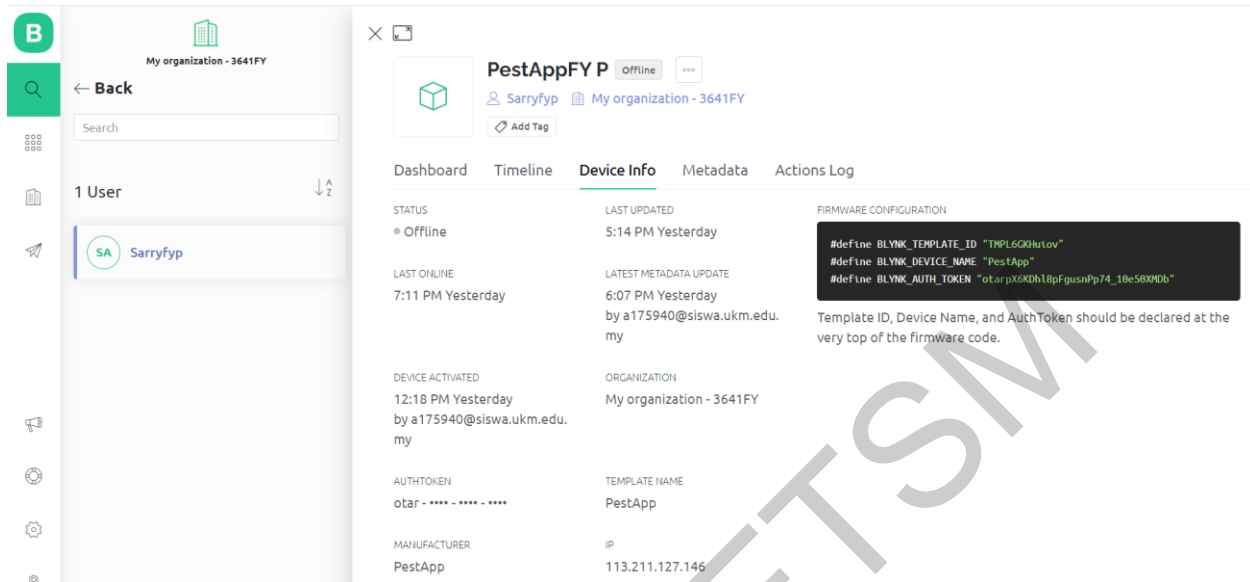 B
My organization - 3641FY
← Back
Search
1 User
A
Z
SA
Sarryfyp
PestAppFY P
Offline
Sarryfyp
My organization - 3641FY
Add Tag
Dashboard
Timeline
Device Info
Metadata
Actions Log
STATUS
Offline
LAST UPDATED
5:14 PM Yesterday
FIRMWARE CONFIGURATION
#define BLYNK_TEMPLATE_ID "TMPL6GKHutov"
#define BLYNK_DEVICE_NAME "PestApp"
#define BLYNK_AUTH_TOKEN "otarpX6KDhl8pFgusnPp74_10e50XMDb"
Template ID, Device Name, and AuthToken should be declared at the
very top of the firmware code.
LAST ONLINE
7:11 PM Yesterday
LATEST METADATA UPDATE
6:07 PM Yesterday
by a175940@siswa.ukm.edu.
my
DEVICE ACTIVATED
12:18 PM Yesterday
by a175940@siswa.ukm.edu.
my
ORGANIZATION
My organization - 3641FY
AUTHTOKEN
otar - •••• - •••• - ••••
TEMPLATE NAME
PestApp
MANUFACTURER
PestApp
IP
113.211.127.146
FTSM